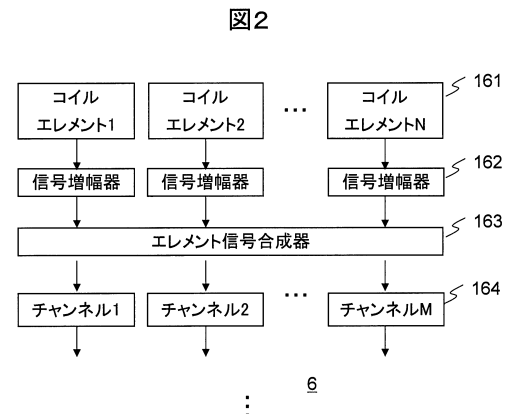 図2
コイル
エレメント1
コイル
エレメント2
・・・
コイル
エレメントN
161
信号増幅器
信号増幅器
信号増幅器
162
エレメント信号合成器
163
チャンネル1
チャンネル2
・・・
チャンネルM
164
6